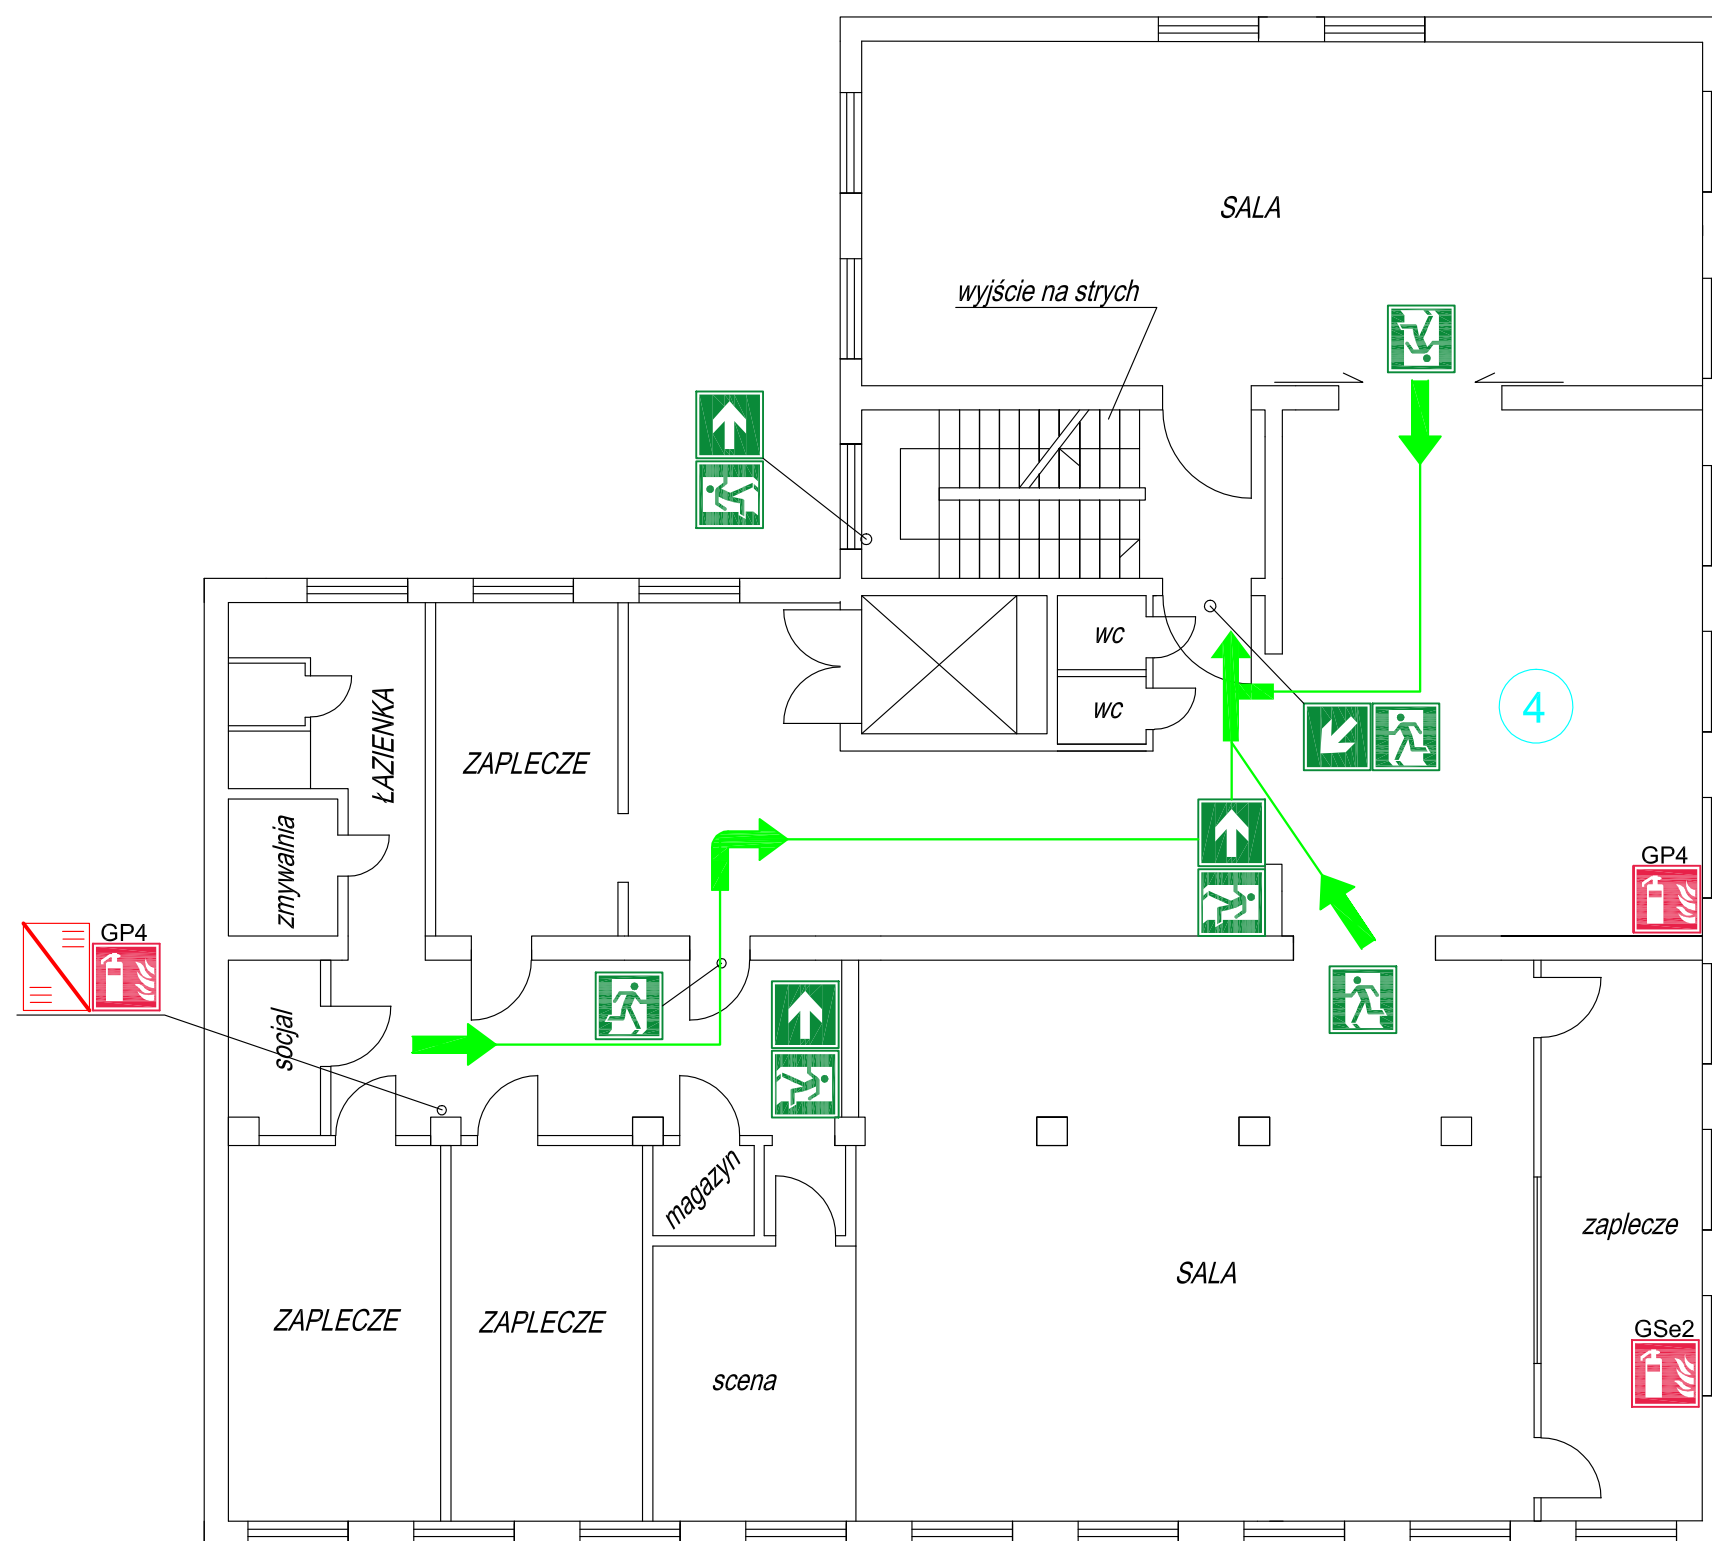 SALA
wyjście na strych
wc
ŁAZIENKA
wc
4
ZAPLECZE
zmywalnia
GP4
GP4
socjal
magazyn
zaplecze
SALA
ZAPLECZE
ZAPLECZE
GSe2
scena